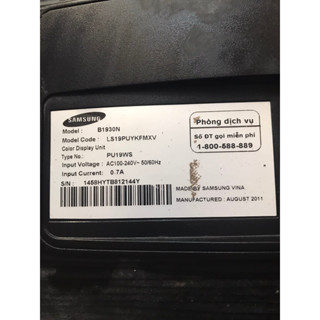 SAMSUNG
Model : B1930N
Model Code : LS19PUYKFMXV
Color Display Unit
Type No. : PU19WS
Input Voltage : AC100-240V~ 50/60Hz
Input Current : 0.7A
S/N : 1458HYTB812144Y
Phòng dịch vụ
Số ĐT gọi miễn phí
1-800-588-889
MADE BY SAMSUNG VINA
MANUFACTURED : AUGUST 2011